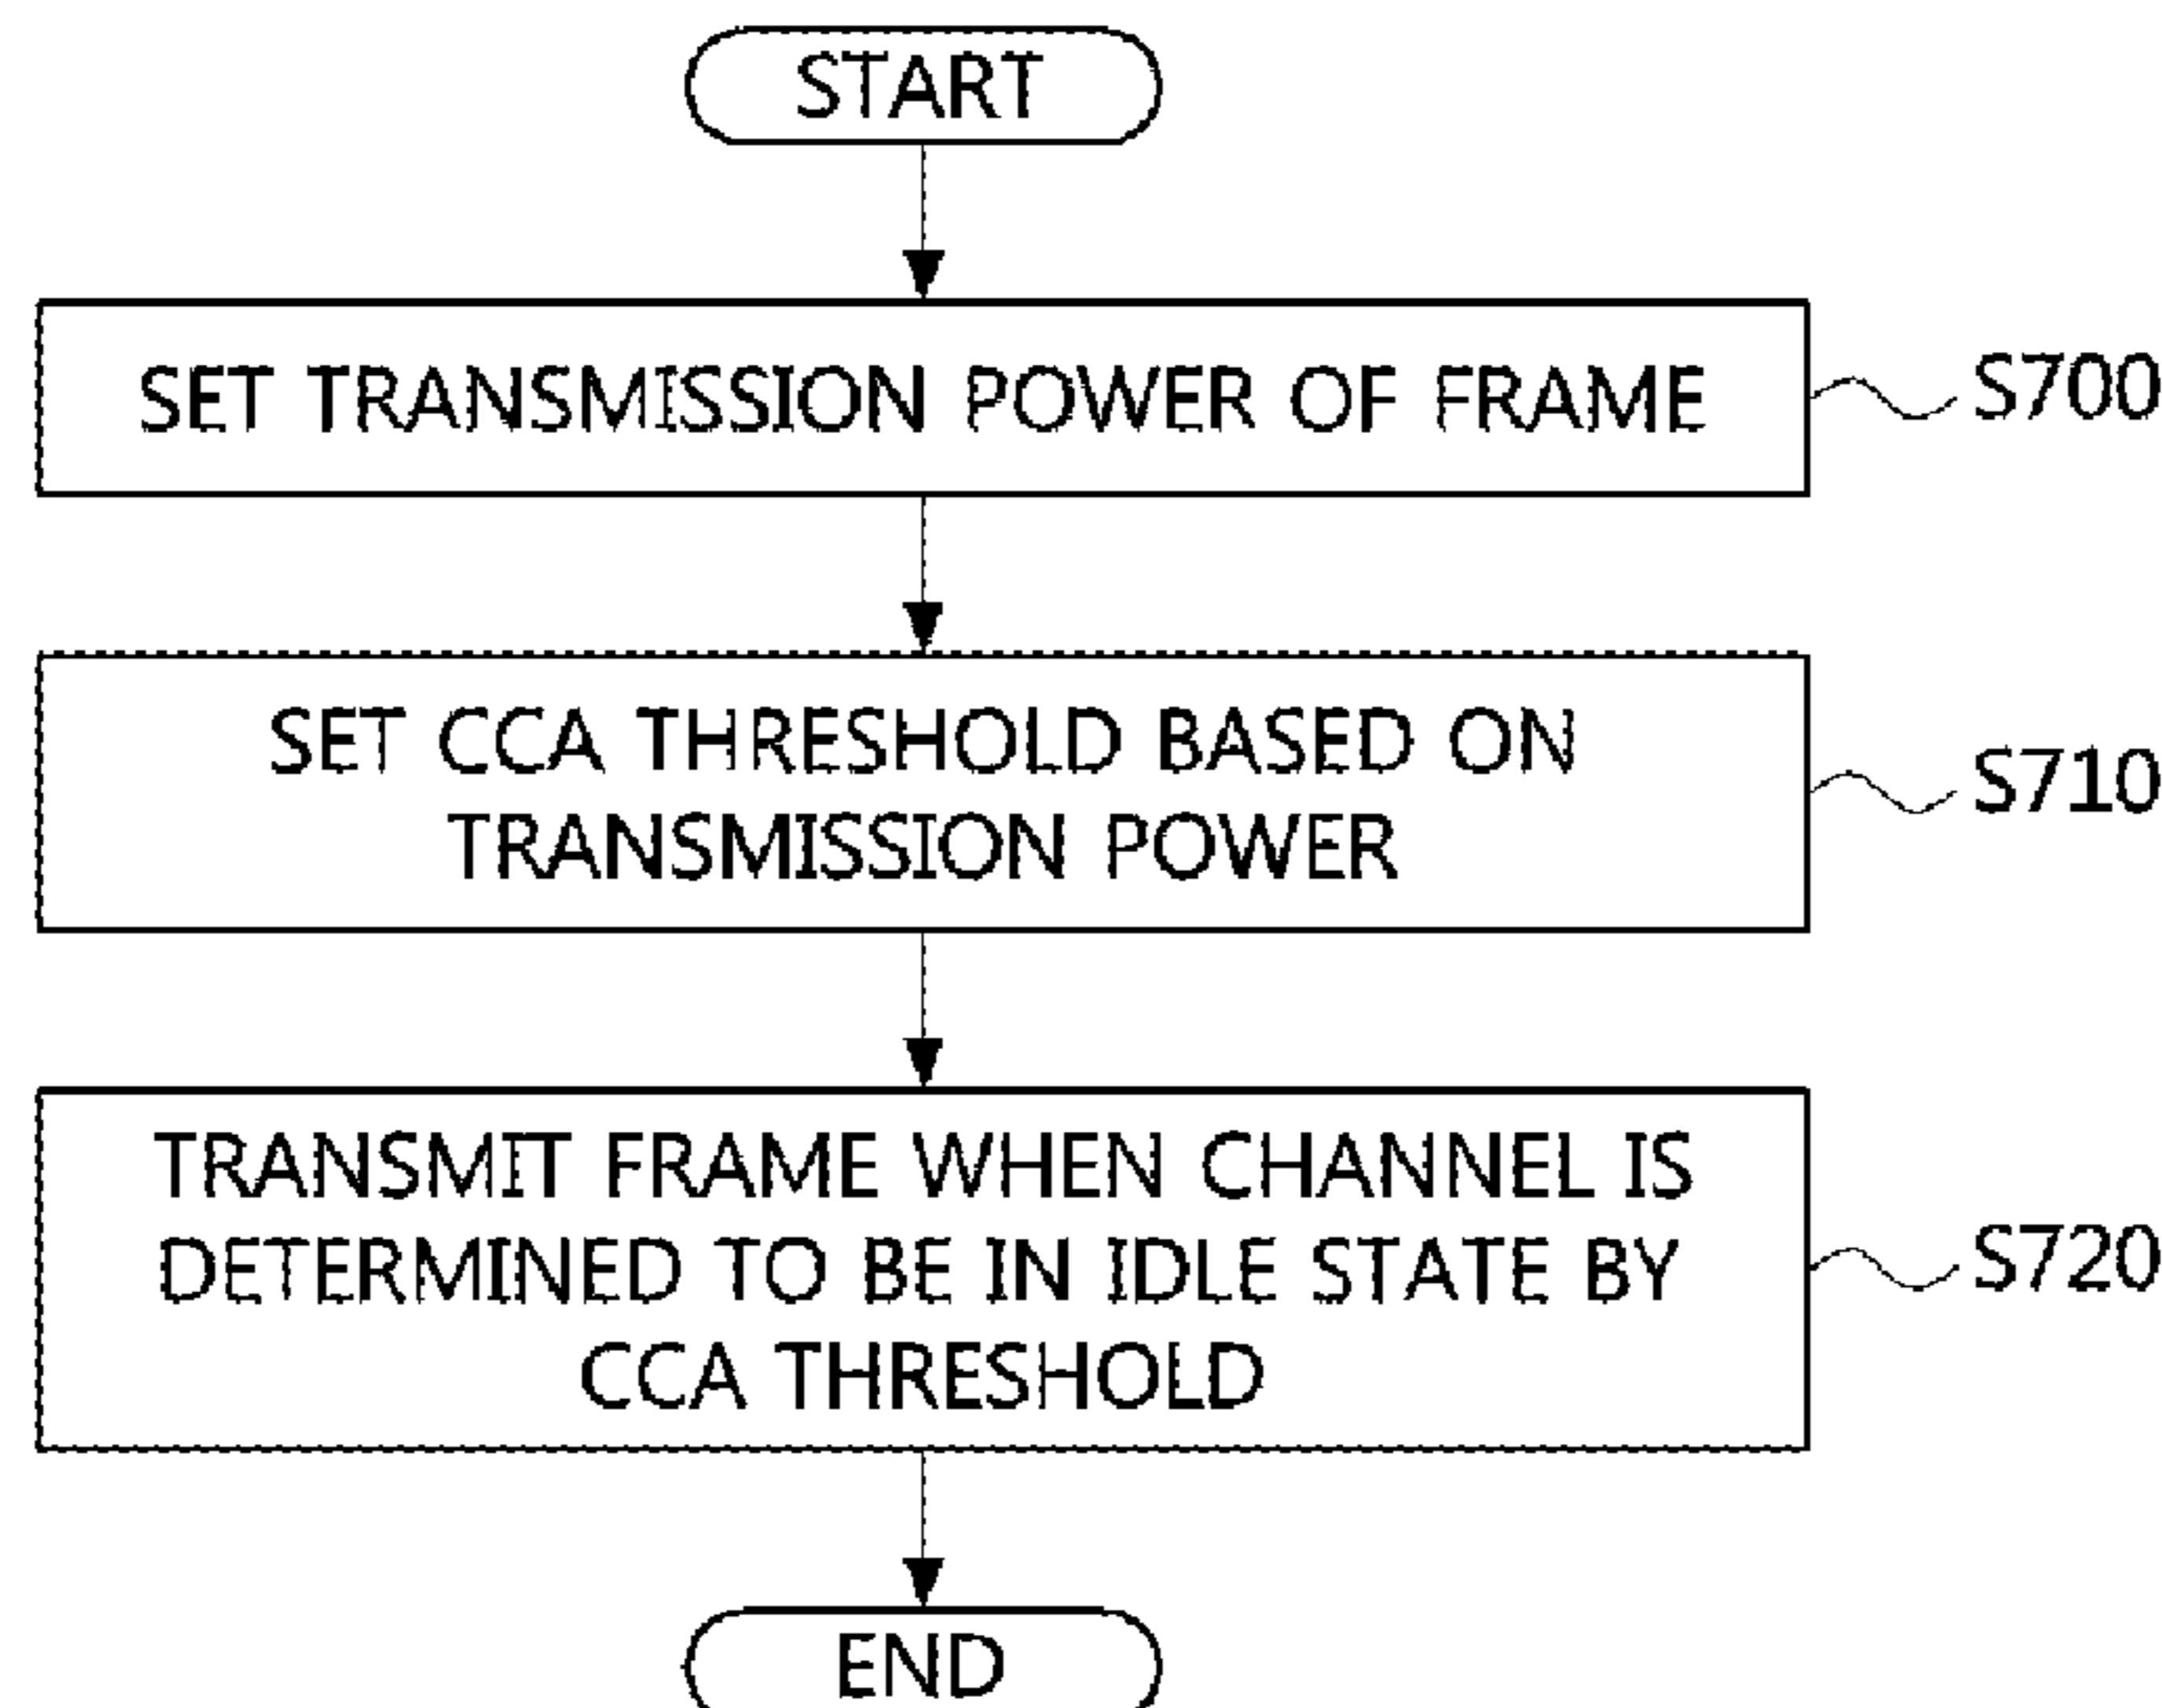 START
SET TRANSMISSION POWER OF FRAME
S700
SET CCA THRESHOLD BASED ON
TRANSMISSION POWER
S710
TRANSMIT FRAME WHEN CHANNEL IS
DETERMINED TO BE IN IDLE STATE BY
CCA THRESHOLD
S720
END